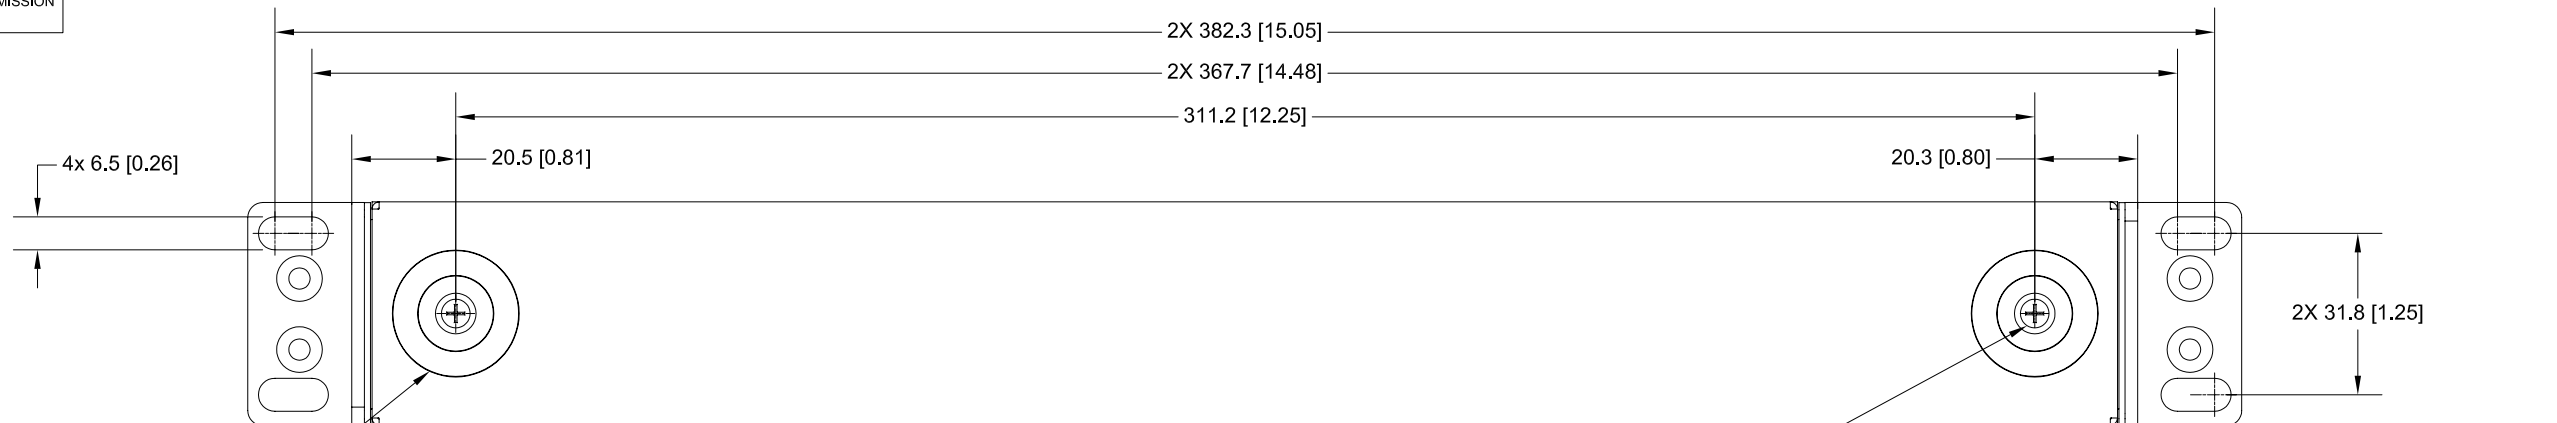 MISSION
2X 382.3 [15.05]
2X 367.7 [14.48]
311.2 [12.25]
20.5 [0.81]
20.3 [0.80]
4x 6.5 [0.26]
2X 31.8 [1.25]